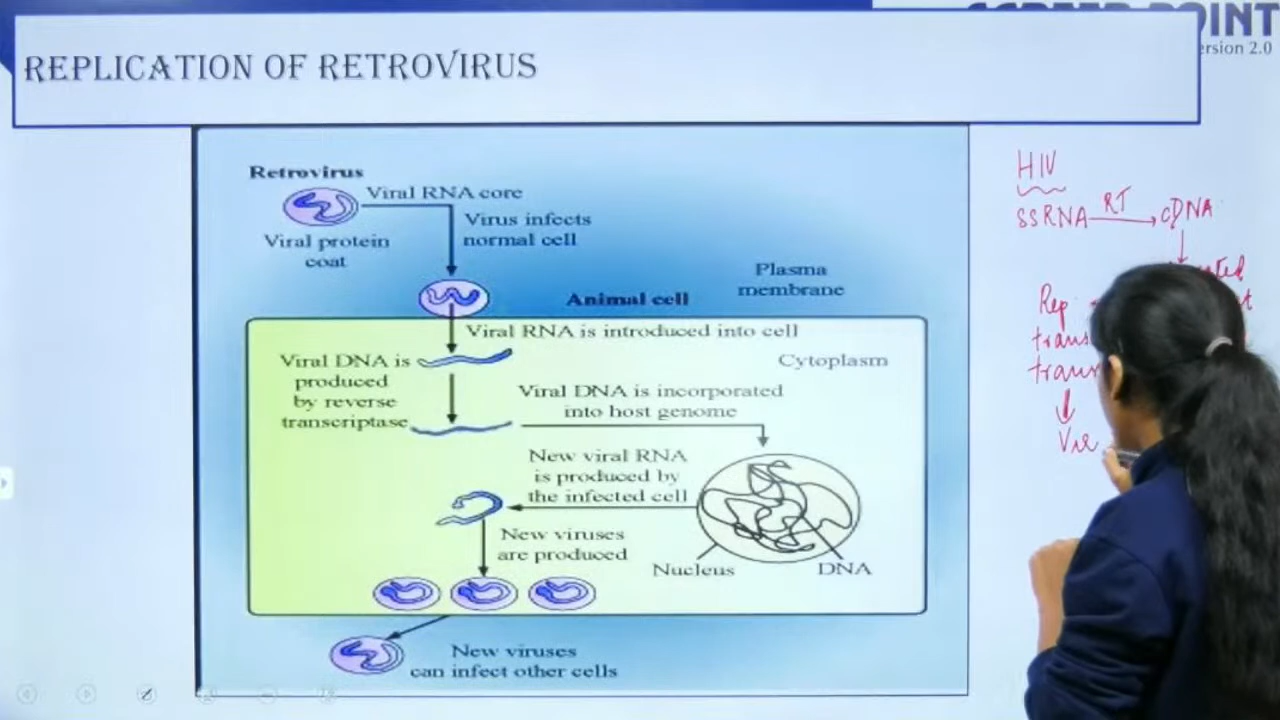 POINT
ersion 2.0
REPLICATION OF RETROVIRUS
Retrovirus
Viral RNA core
Viral protein
coat
Virus infects
normal cell
Plasma
membrane
Animal cell
Viral RNA is introduced into cell
Cytoplasm
Viral DNA is
produced
by reverse
transcriptase
Viral DNA is incorporated
into host genome
New viral RNA
is produced by
the infected cell
New viruses
are produced
Nucleus
DNA
New viruses
can infect other cells
HIV
SSRNA RT cDNA
Rep
trans
trans